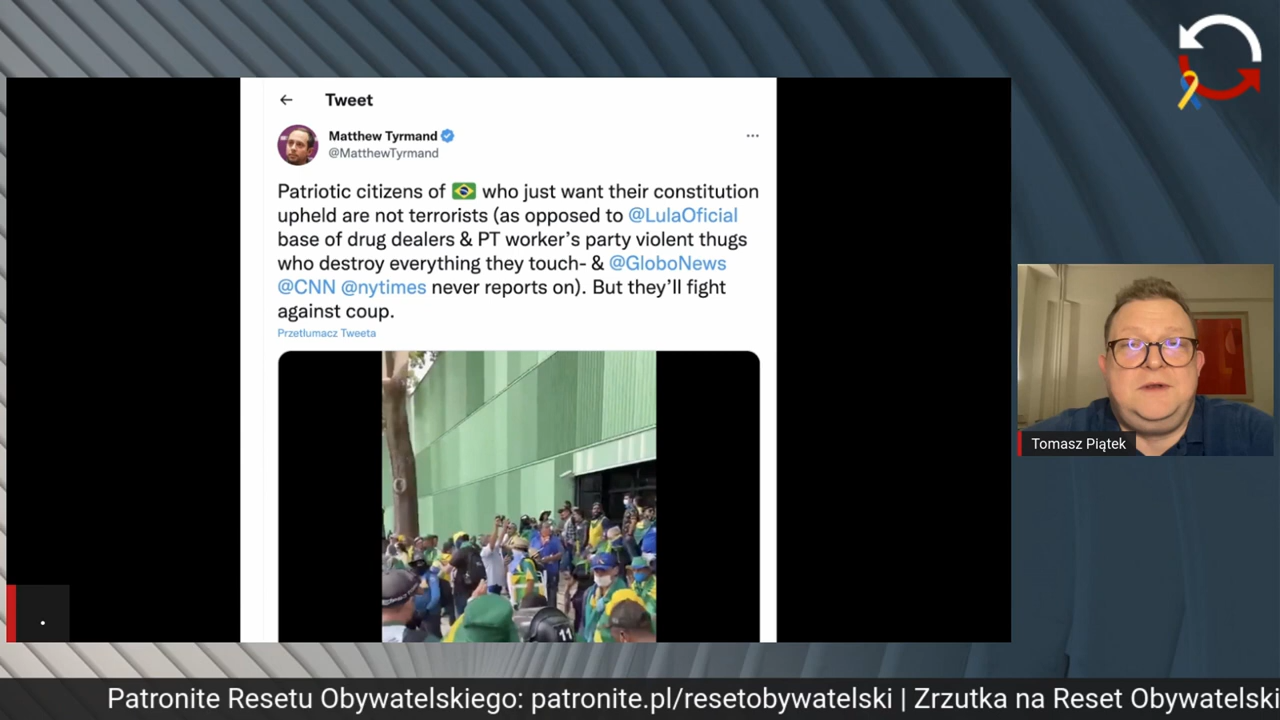 Tweet
Matthew Tyrmand
@MatthewTyrmand
Patriotic citizens of 🇧🇷 who just want their constitution
upheld are not terrorists (as opposed to @LulaOficial
base of drug dealers & PT worker's party violent thugs
who destroy everything they touch- & @GloboNews
@CNN @nytimes never reports on). But they'll fight
against coup.
Przetłumacz Tweeta
11
Tomasz Piątek
.
Patronite Resetu Obywatelskiego: patronite.pl/resetobywatelski | Zrzutka na Reset Obywatelski